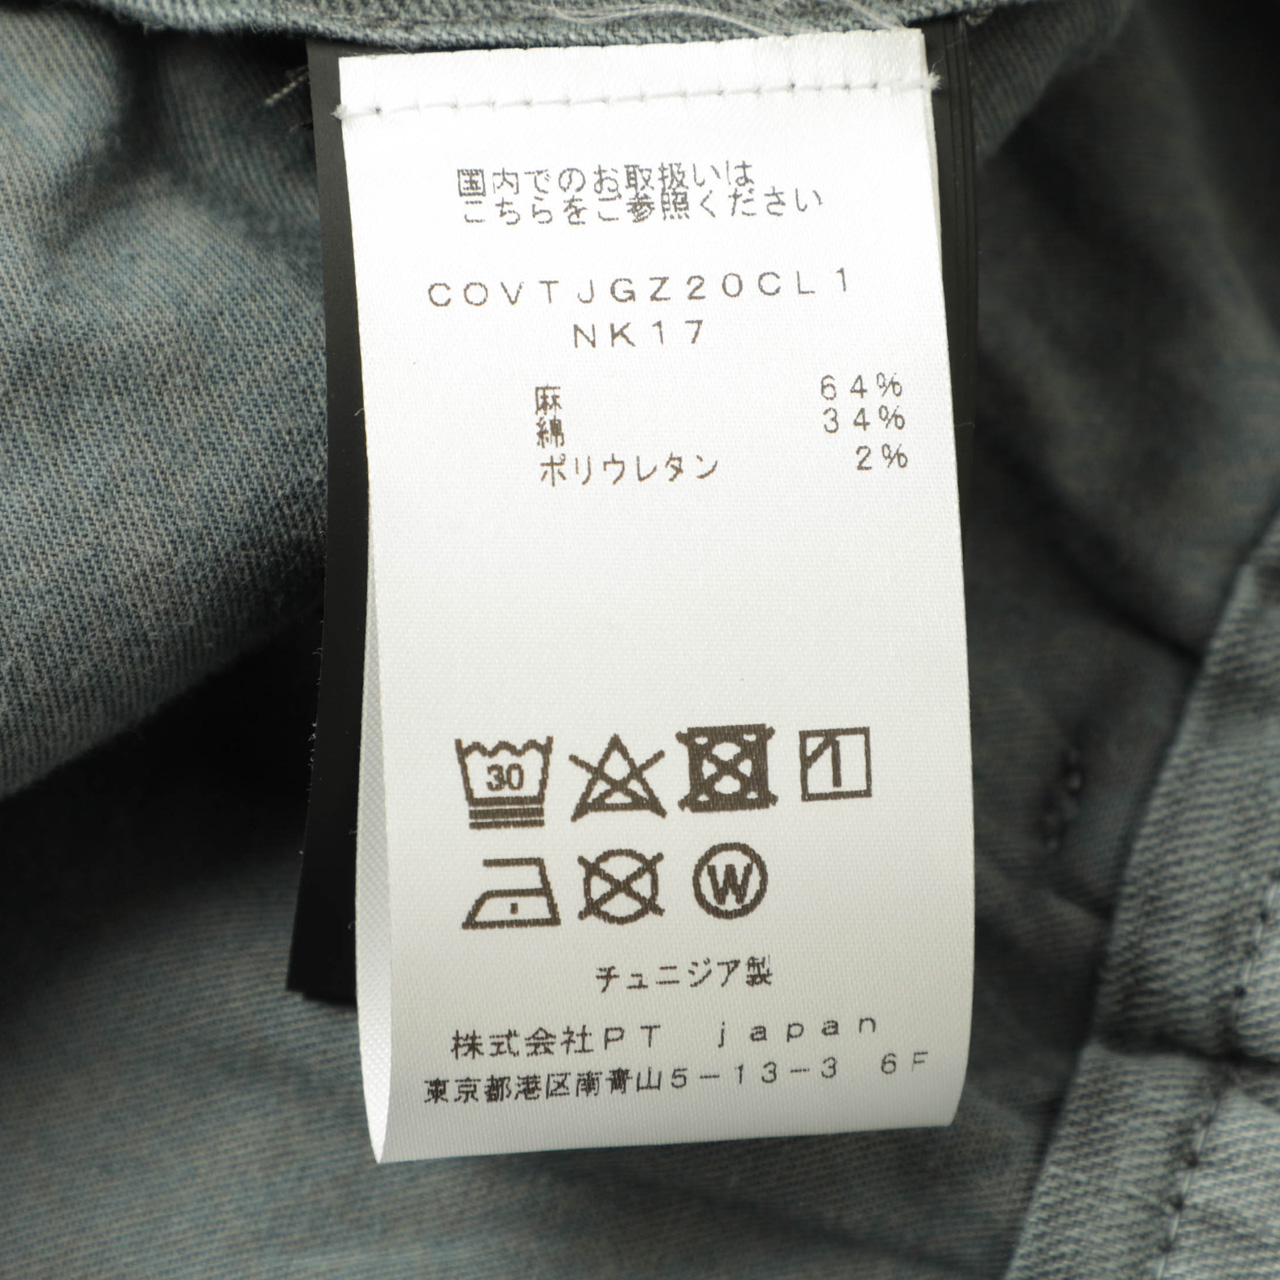 国内でのお取扱いは
こちらをご参照ください
COVTJGZ20CL1
NK17
麻 64%
綿 34%
ポリウレタン 2%
30
W
チュニジア製
株式会社PT japan
東京都港区南青山5-13-3 6F